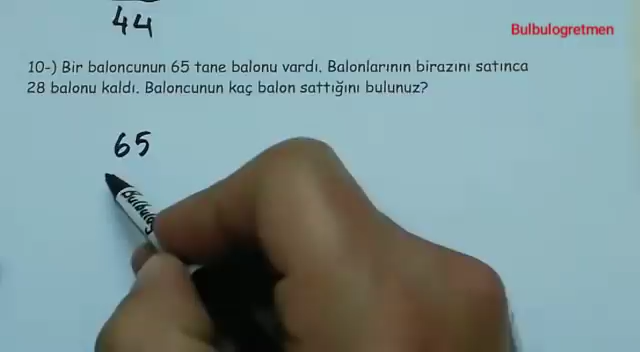 44
Bulbulogretmen
10-) Bir baloncunun 65 tane balonu vardı. Balonlarının birazını satınca
28 balonu kaldı. Baloncunun kaç balon sattığını bulunuz?
65